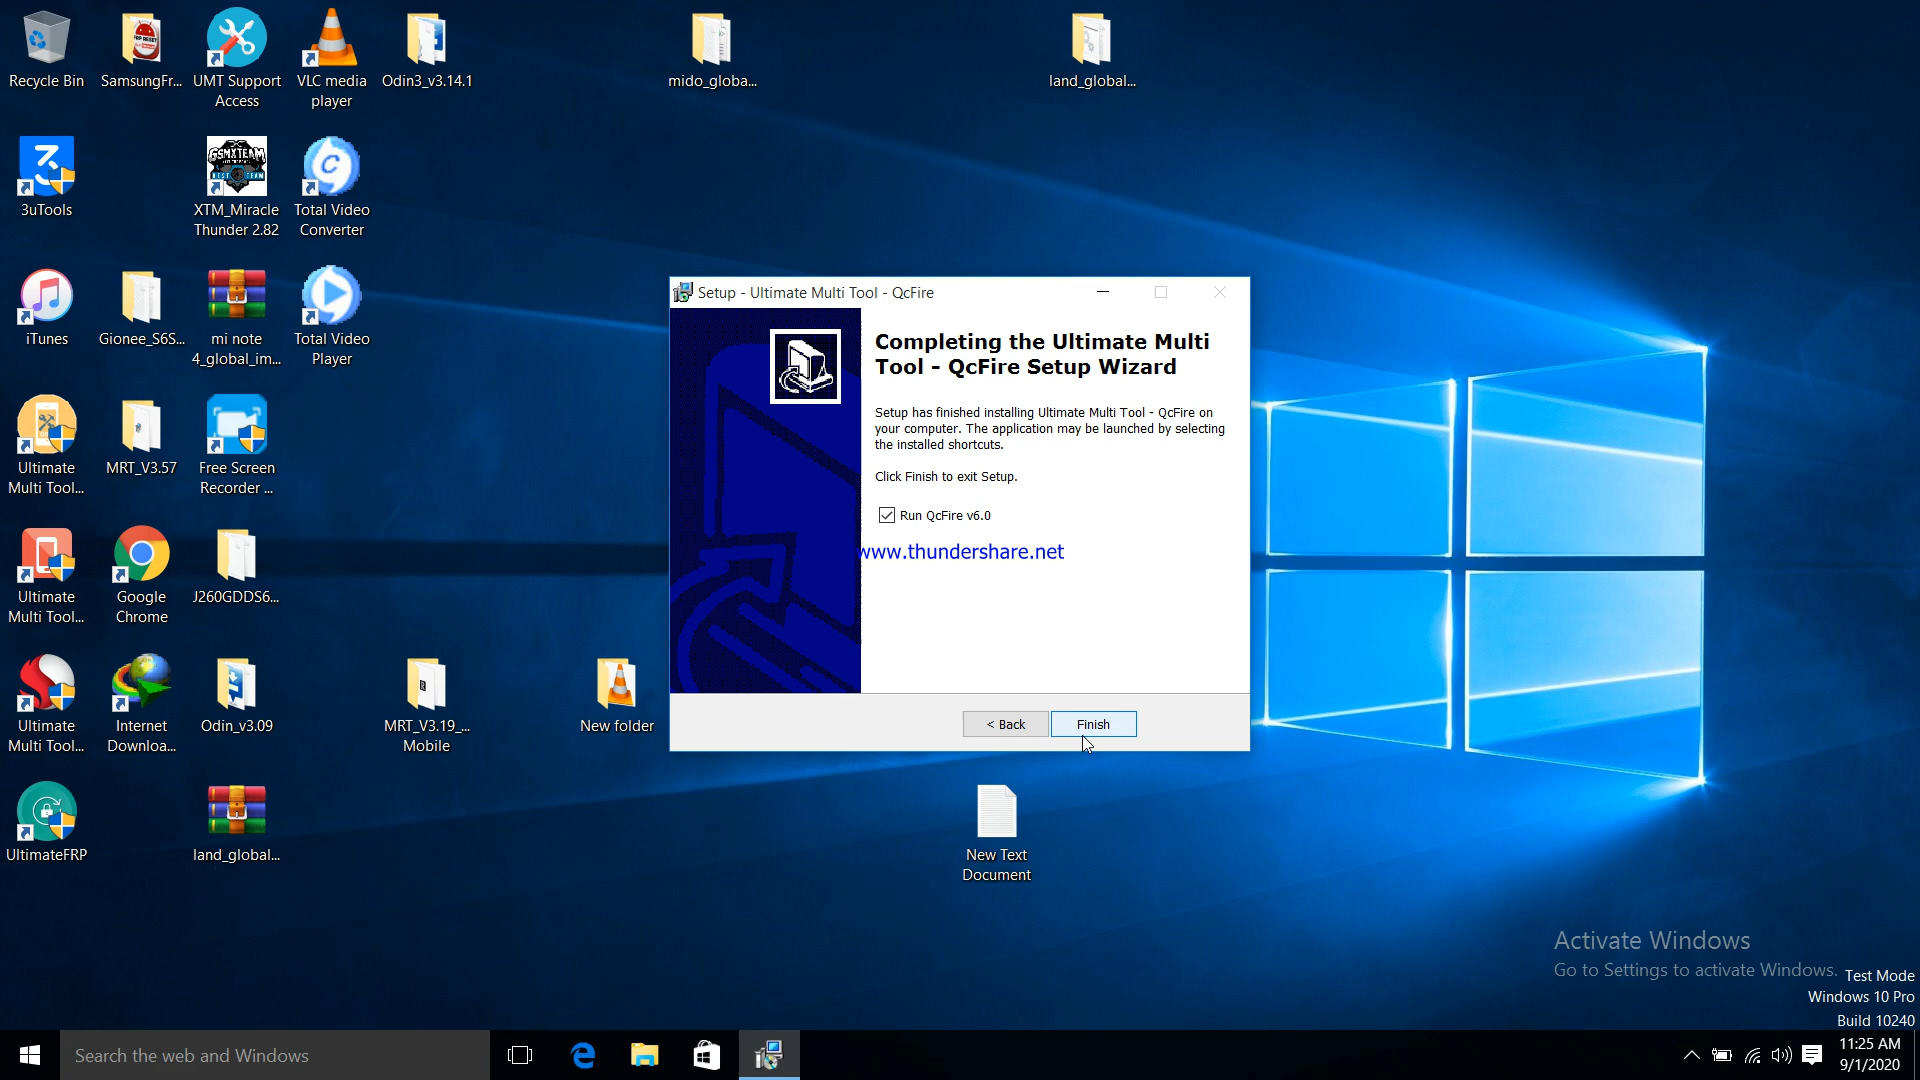 Recycle Bin
SamsungFr...
UMT Support
Access
VLC media
player
Odin3_v3.14.1
mido_globa...
land_global...
3uTools
GSMXTEAM
BEST TEAM
XTM_Miracle
Thunder 2.82
Total Video
Converter
iTunes
Gionee_S6S...
mi note
4_global_im...
Total Video
Player
Ultimate
Multi Tool...
MRT_V3.57
Free Screen
Recorder ...
Ultimate
Multi Tool...
Google
Chrome
J260GDDS6...
Ultimate
Multi Tool...
Internet
Downloa...
Odin_v3.09
MRT_V3.19_...
Mobile
New folder
UltimateFRP
land_global...
New Text
Document
Setup - Ultimate Multi Tool - QcFire
Completing the Ultimate Multi
Tool - QcFire Setup Wizard
Setup has finished installing Ultimate Multi Tool - QcFire on
your computer. The application may be launched by selecting
the installed shortcuts.
Click Finish to exit Setup.
Run QcFire v6.0
www.thundershare.net
< Back
Finish
Activate Windows
Go to Settings to activate Windows.
Test Mode
Windows 10 Pro
Build 10240
Search the web and Windows
11:25 AM
9/1/2020